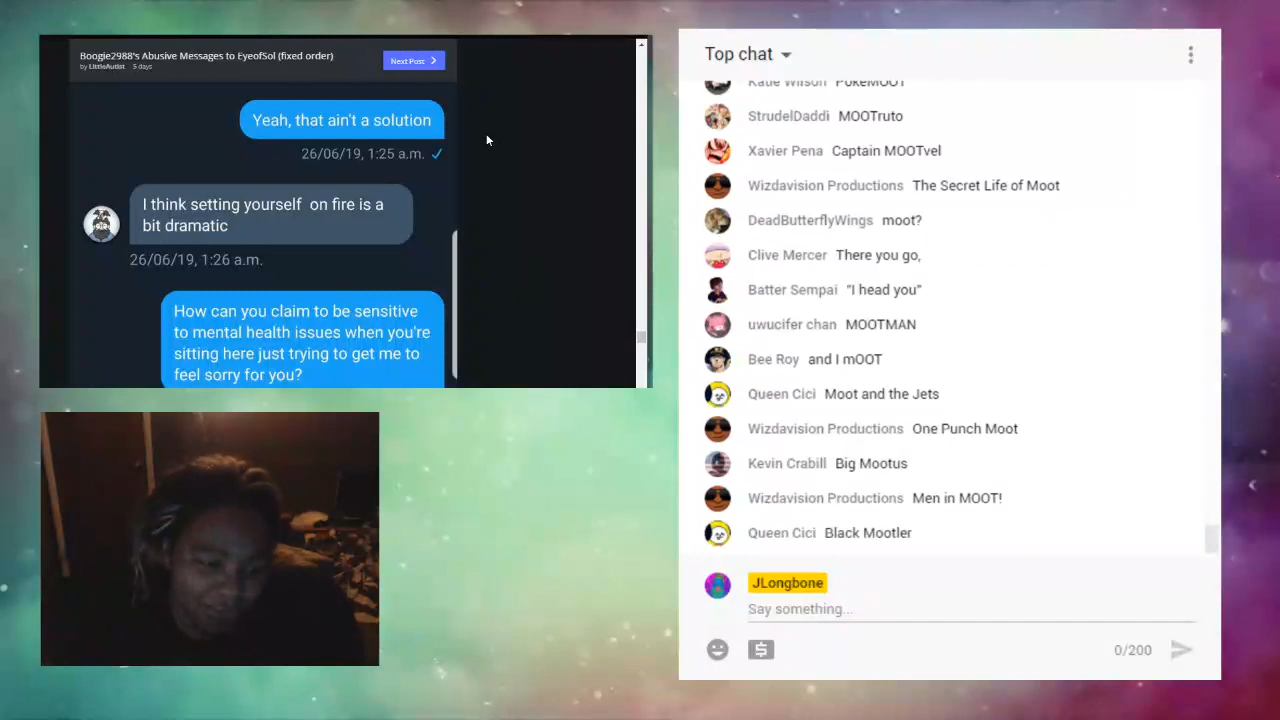 Boogie2988's Abusive Messages to EyeofSol (fixed order)
by LittleAutist 5 days
Next Post
Yeah, that ain't a solution
26/06/19, 1:25 a.m.
I think setting yourself on fire is a
bit dramatic
26/06/19, 1:26 a.m.
How can you claim to be sensitive
to mental health issues when you're
sitting here just trying to get me to
feel sorry for you?
Top chat
Katie Wilson PokeMOOT
StrudelDaddi MOOTruto
Xavier Pena Captain MOOTvel
Wizdavision Productions The Secret Life of Moot
DeadButterflyWings moot?
Clive Mercer There you go,
Batter Sempai "I head you"
uwucifer chan MOOTMAN
Bee Roy and I mOOT
Queen Cici Moot and the Jets
Wizdavision Productions One Punch Moot
Kevin Crabill Big Mootus
Wizdavision Productions Men in MOOT!
Queen Cici Black Mootler
JLongbone
Say something...
0/200